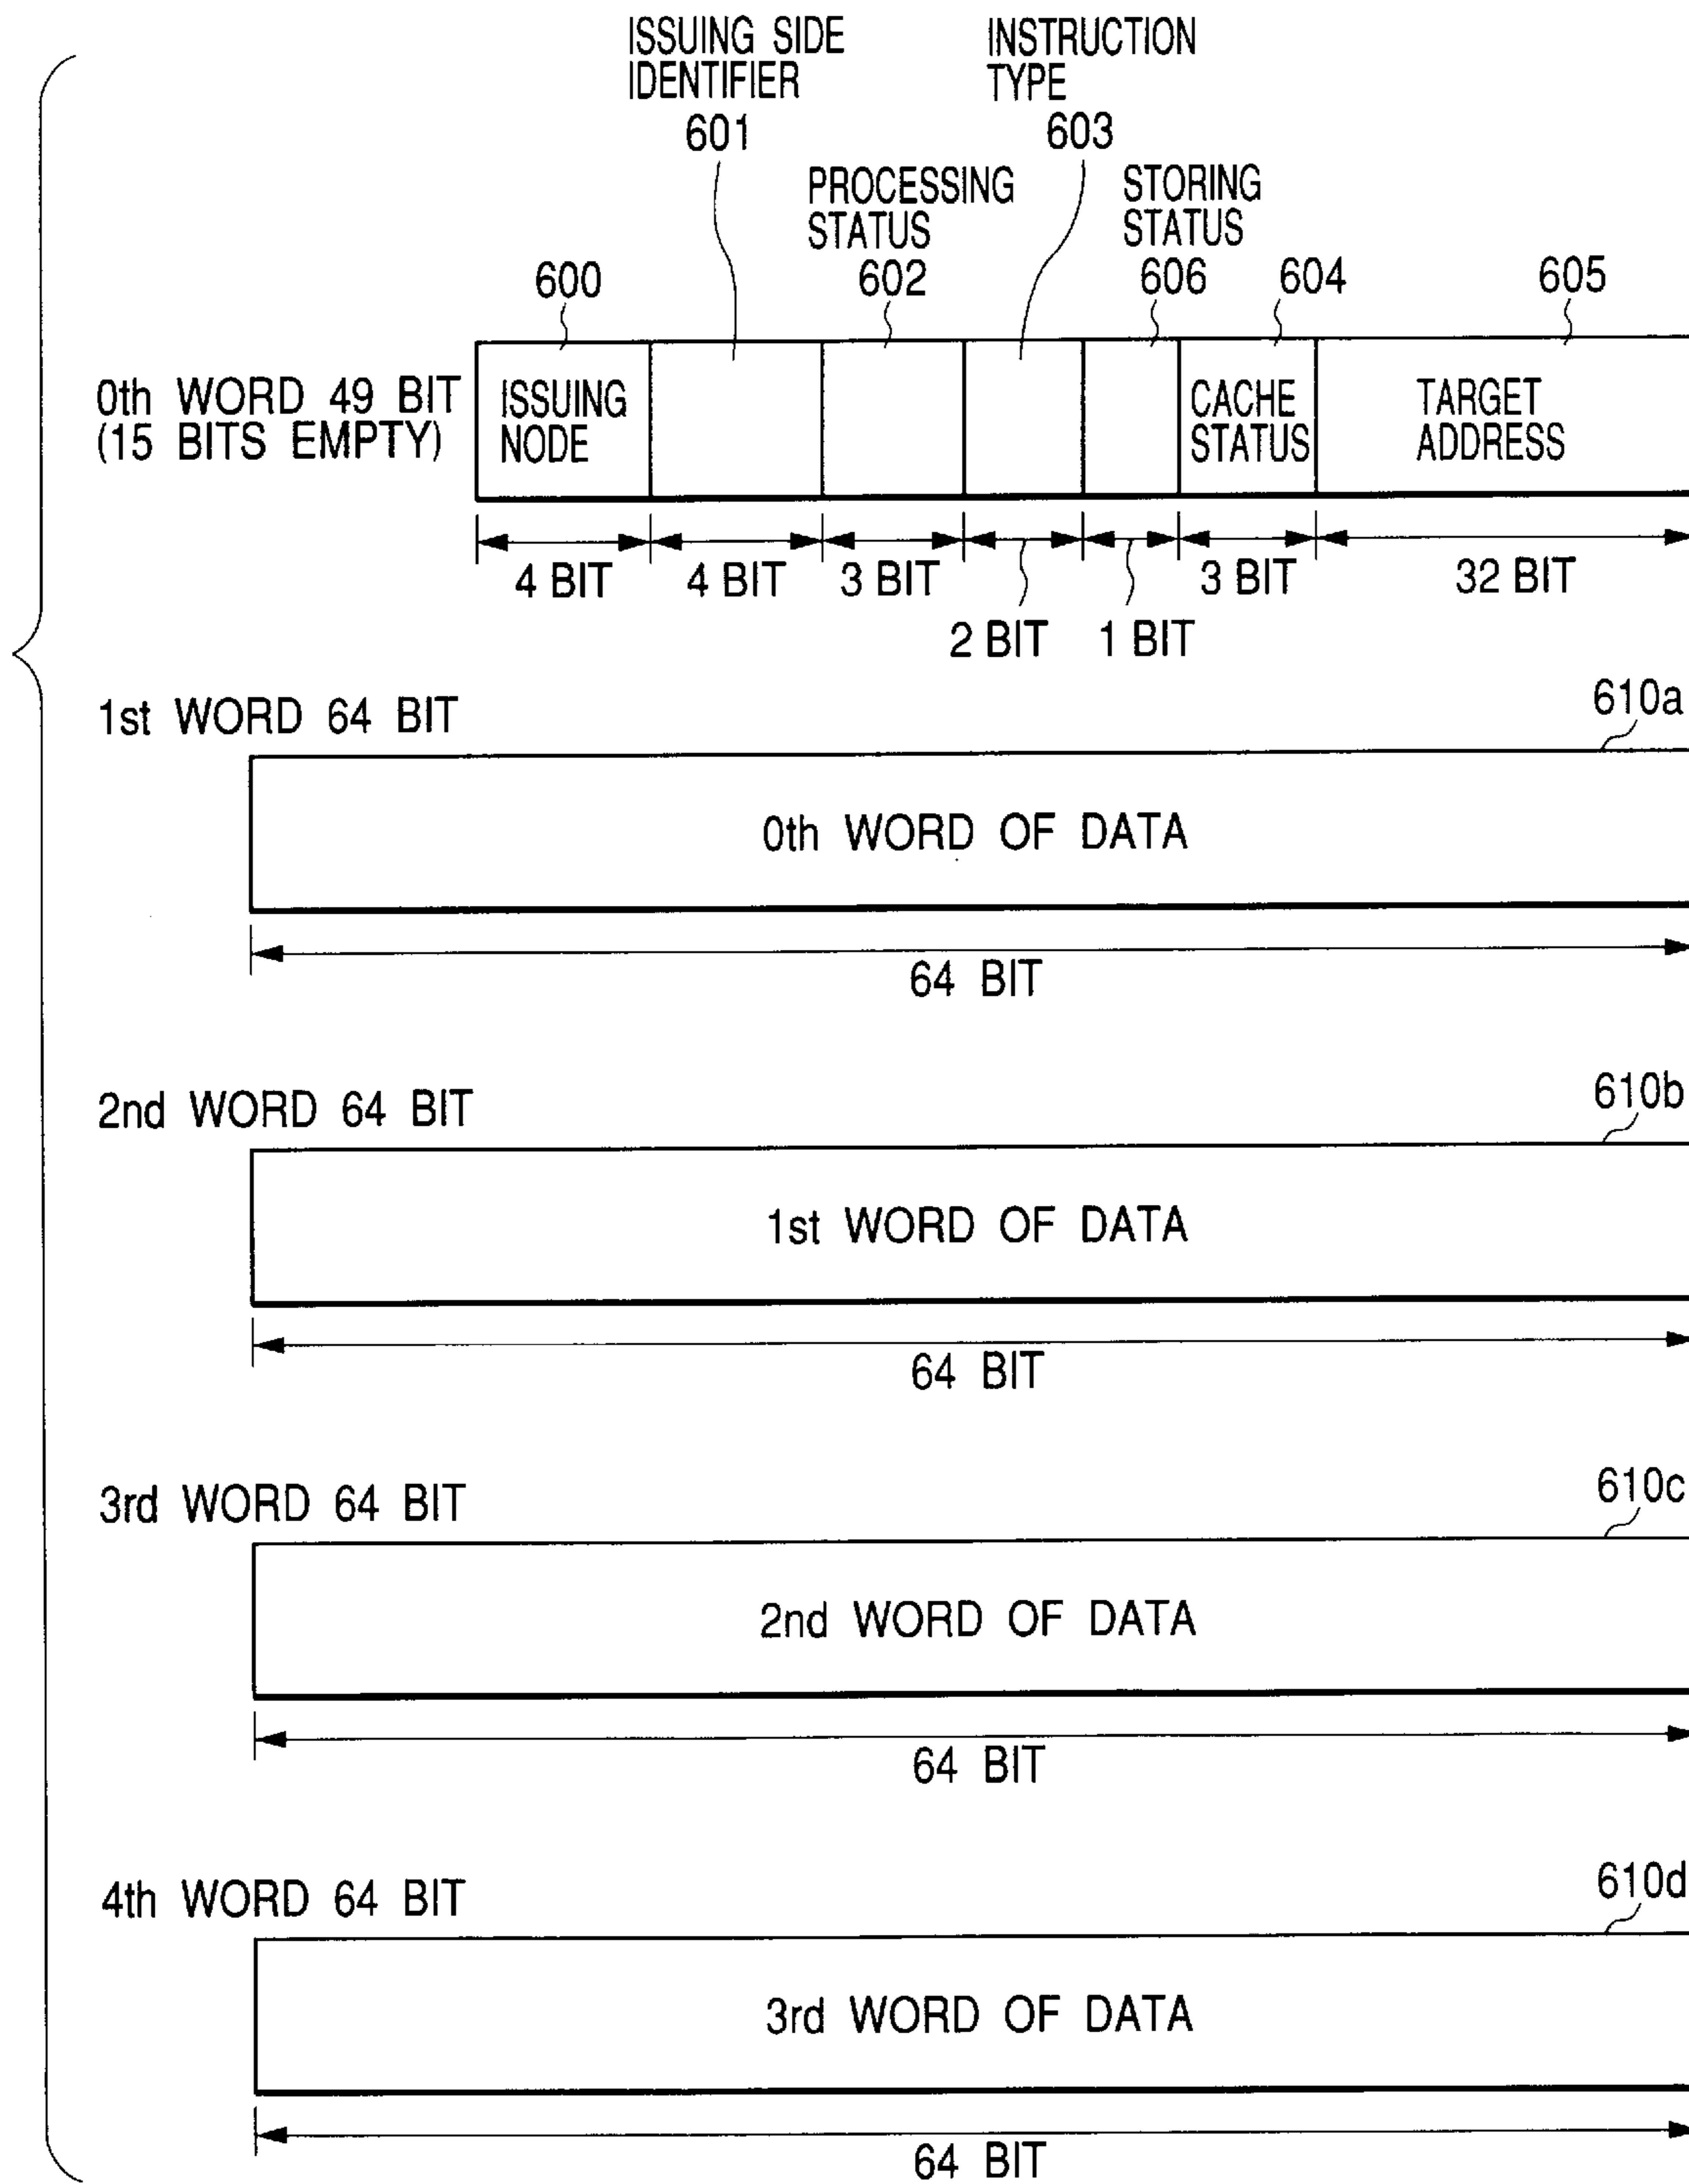 ISSUING SIDE
IDENTIFIER
601
INSTRUCTION
TYPE
603
PROCESSING
STATUS
602
STORING
STATUS
606
600
604
605
0th WORD 49 BIT
(15 BITS EMPTY)
ISSUING
NODE
CACHE
STATUS
TARGET
ADDRESS
4 BIT
4 BIT
3 BIT
2 BIT
1 BIT
3 BIT
32 BIT
1st WORD 64 BIT
610a
0th WORD OF DATA
64 BIT
2nd WORD 64 BIT
610b
1st WORD OF DATA
64 BIT
3rd WORD 64 BIT
610c
2nd WORD OF DATA
64 BIT
4th WORD 64 BIT
610d
3rd WORD OF DATA
64 BIT